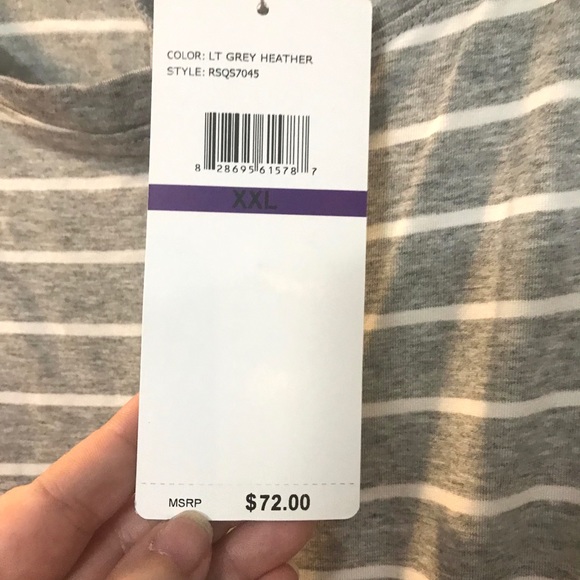 COLOR: LT GREY HEATHER
STYLE: RSQS7045
8 28695 61578 7
XXL
MSRP $72.00